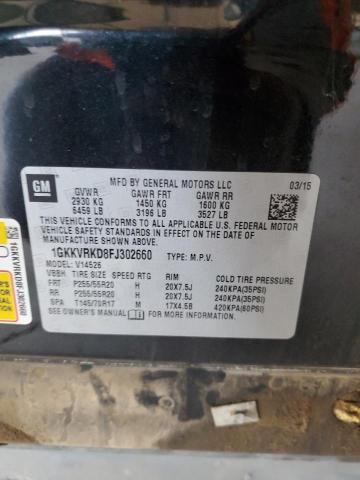 GM
MFD BY GENERAL MOTORS LLC
03/15
GVWR GAWR FRT GAWR RR
2930 KG 1450 KG 1600 KG
6459 LB 3196 LB 3527 LB
THIS VEHICLE CONFORMS TO ALL APPLICABLE U.S. FEDERAL MOTOR
VEHICLE SAFETY STANDARDS IN EFFECT ON THE DATE OF
MANUFACTURE SHOWN ABOVE.
1GKKVRKD8FJ302660 TYPE: M.P.V.
MODEL: V14526
VBBH TIRE SIZE SPEED RTG RIM COLD TIRE PRESSURE
FRT P255/55R20 H 20X7.5J 240KPA(35PSI)
RR P255/55R20 H 20X7.5J 240KPA(35PSI)
SPA T145/70R17 M 17X4.5B 420KPA(60PSI)
SEE OWNER'S MANUAL FOR MORE INFORMATION.
1GKKVRKD8FJ302660